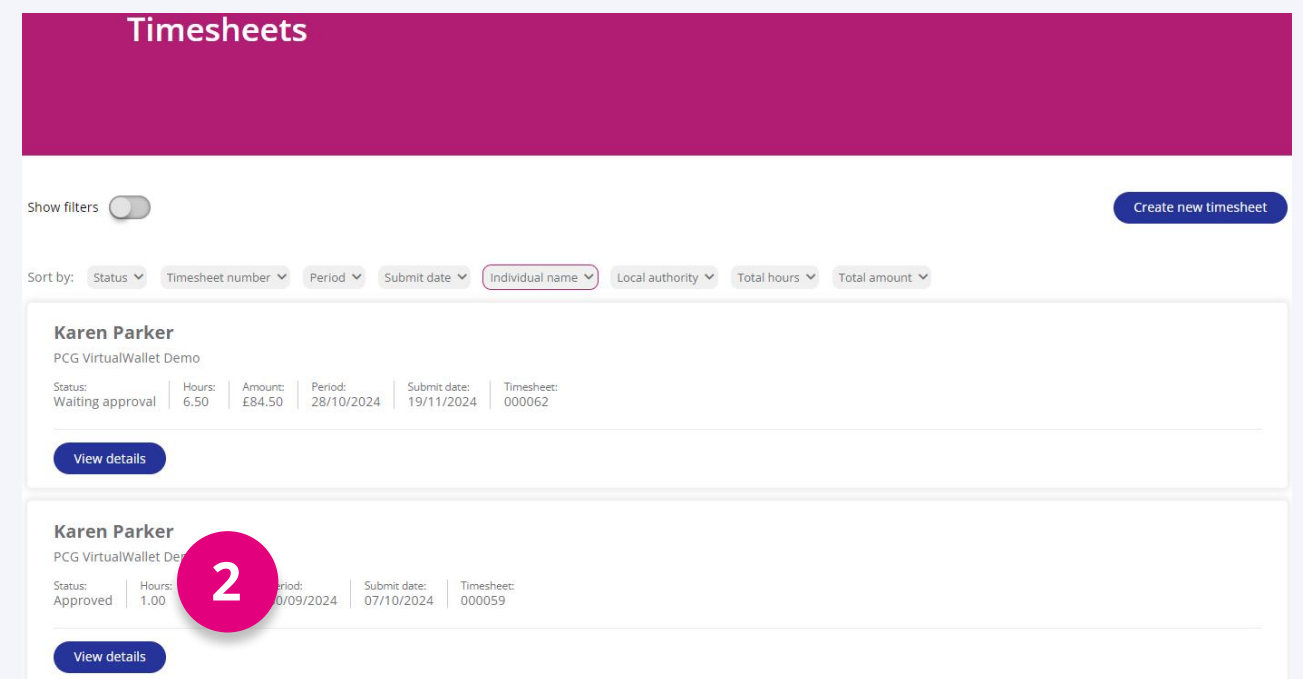 Timesheets
Show filters
Create new timesheet
Sort by: Status Timesheet number Period Submit date Individual name Local authority Total hours Total amount
Karen Parker
PCG VirtualWallet Demo
Status: Hours: Amount: Period: Submit date: Timesheet:
Waiting approval 6.50 £84.50 28/10/2024 19/11/2024 000062
View details
Karen Parker
PCG VirtualWallet
2
Status: Hours: Submit date: Timesheet:
Approved 1.00 07/10/2024 000059
View details